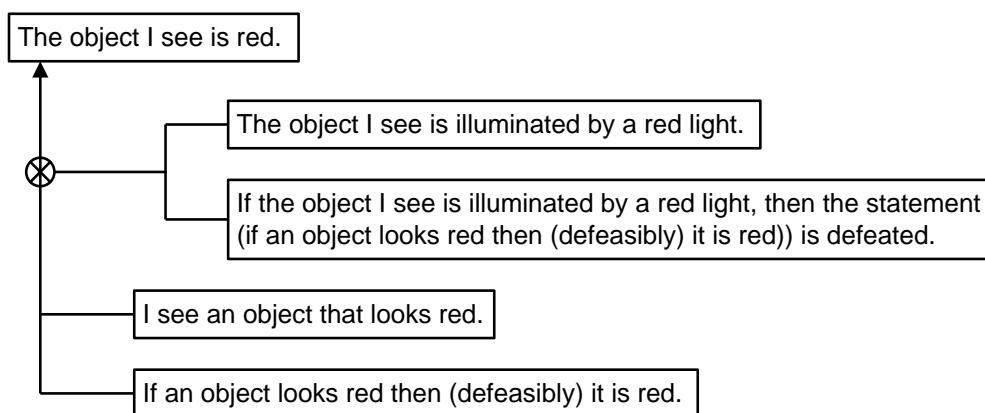 The object I see is red.
The object I see is illuminated by a red light.
If the object I see is illuminated by a red light, then the statement
(if an object looks red then (defeasibly) it is red)) is defeated.
I see an object that looks red.
If an object looks red then (defeasibly) it is red.